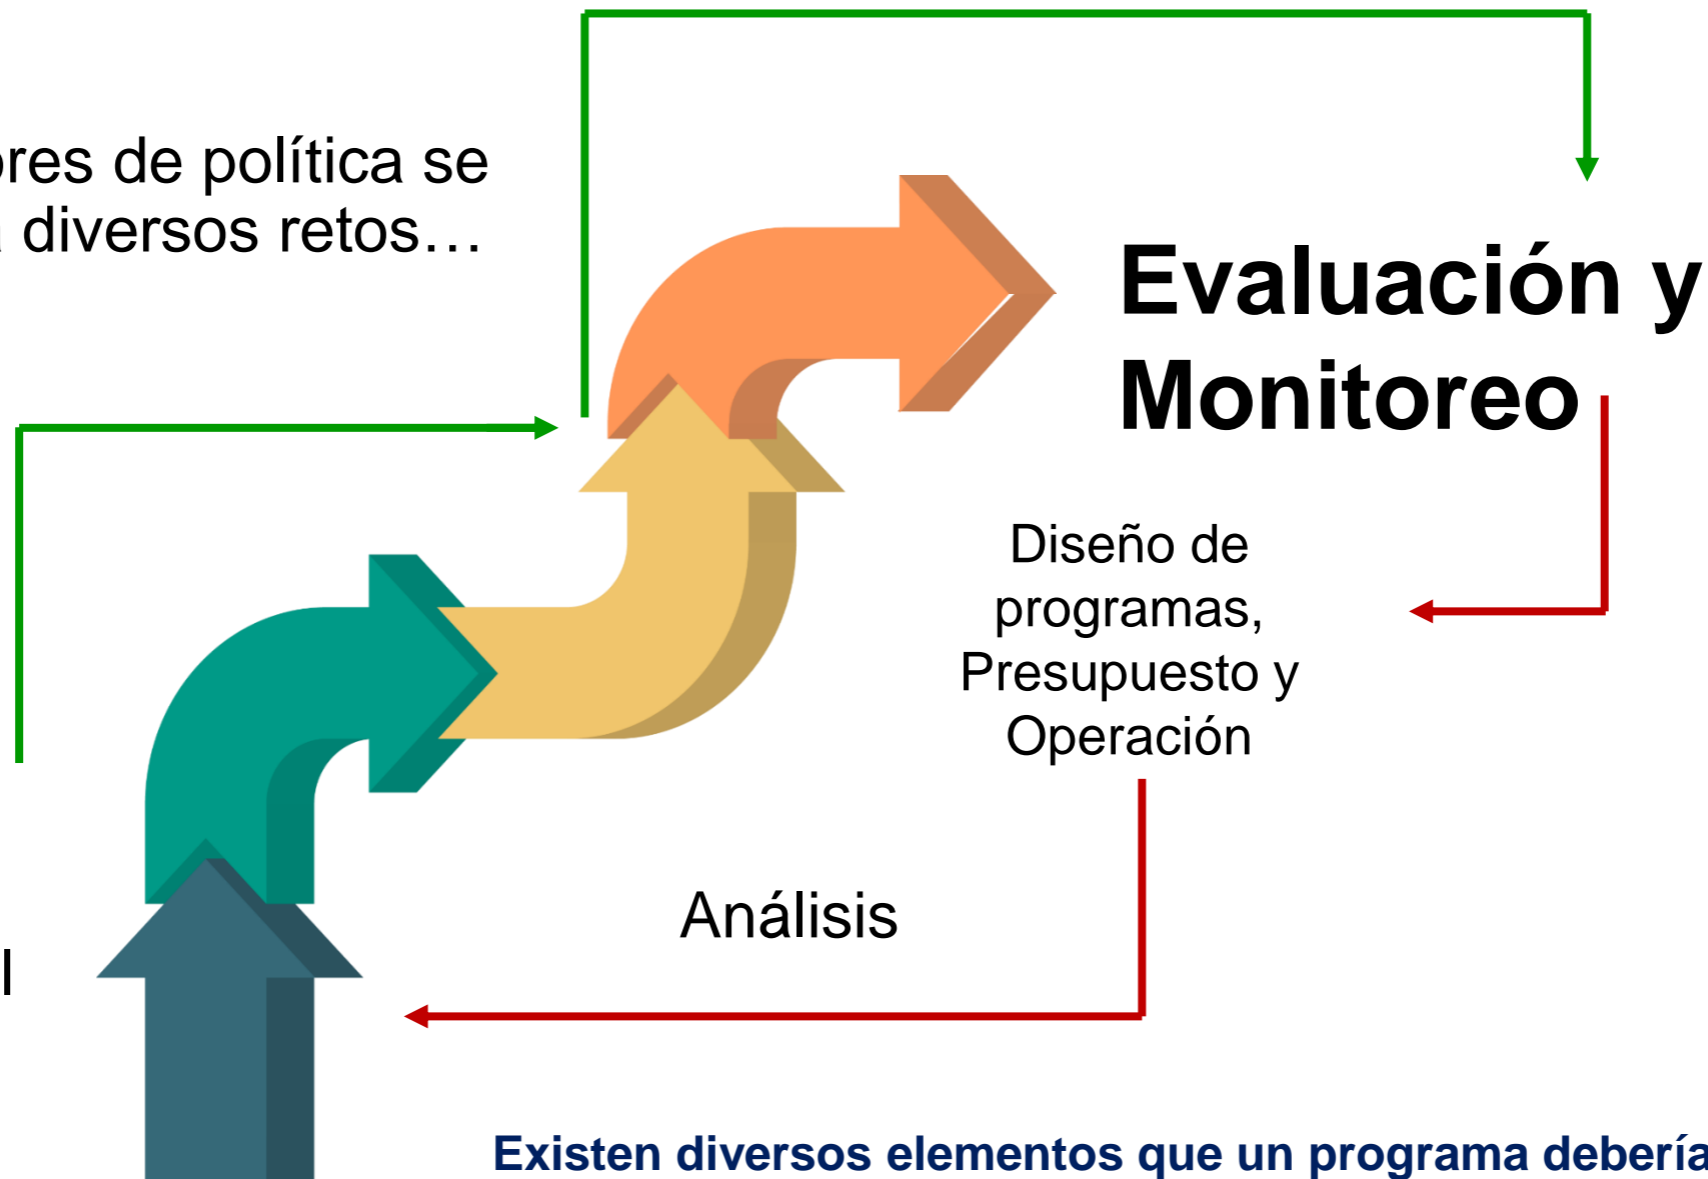 ores de política se
a diversos retos…
Evaluación y
Monitoreo
Diseño de
programas,
Presupuesto y
Operación
Análisis
l
Existen diversos elementos que un programa debería